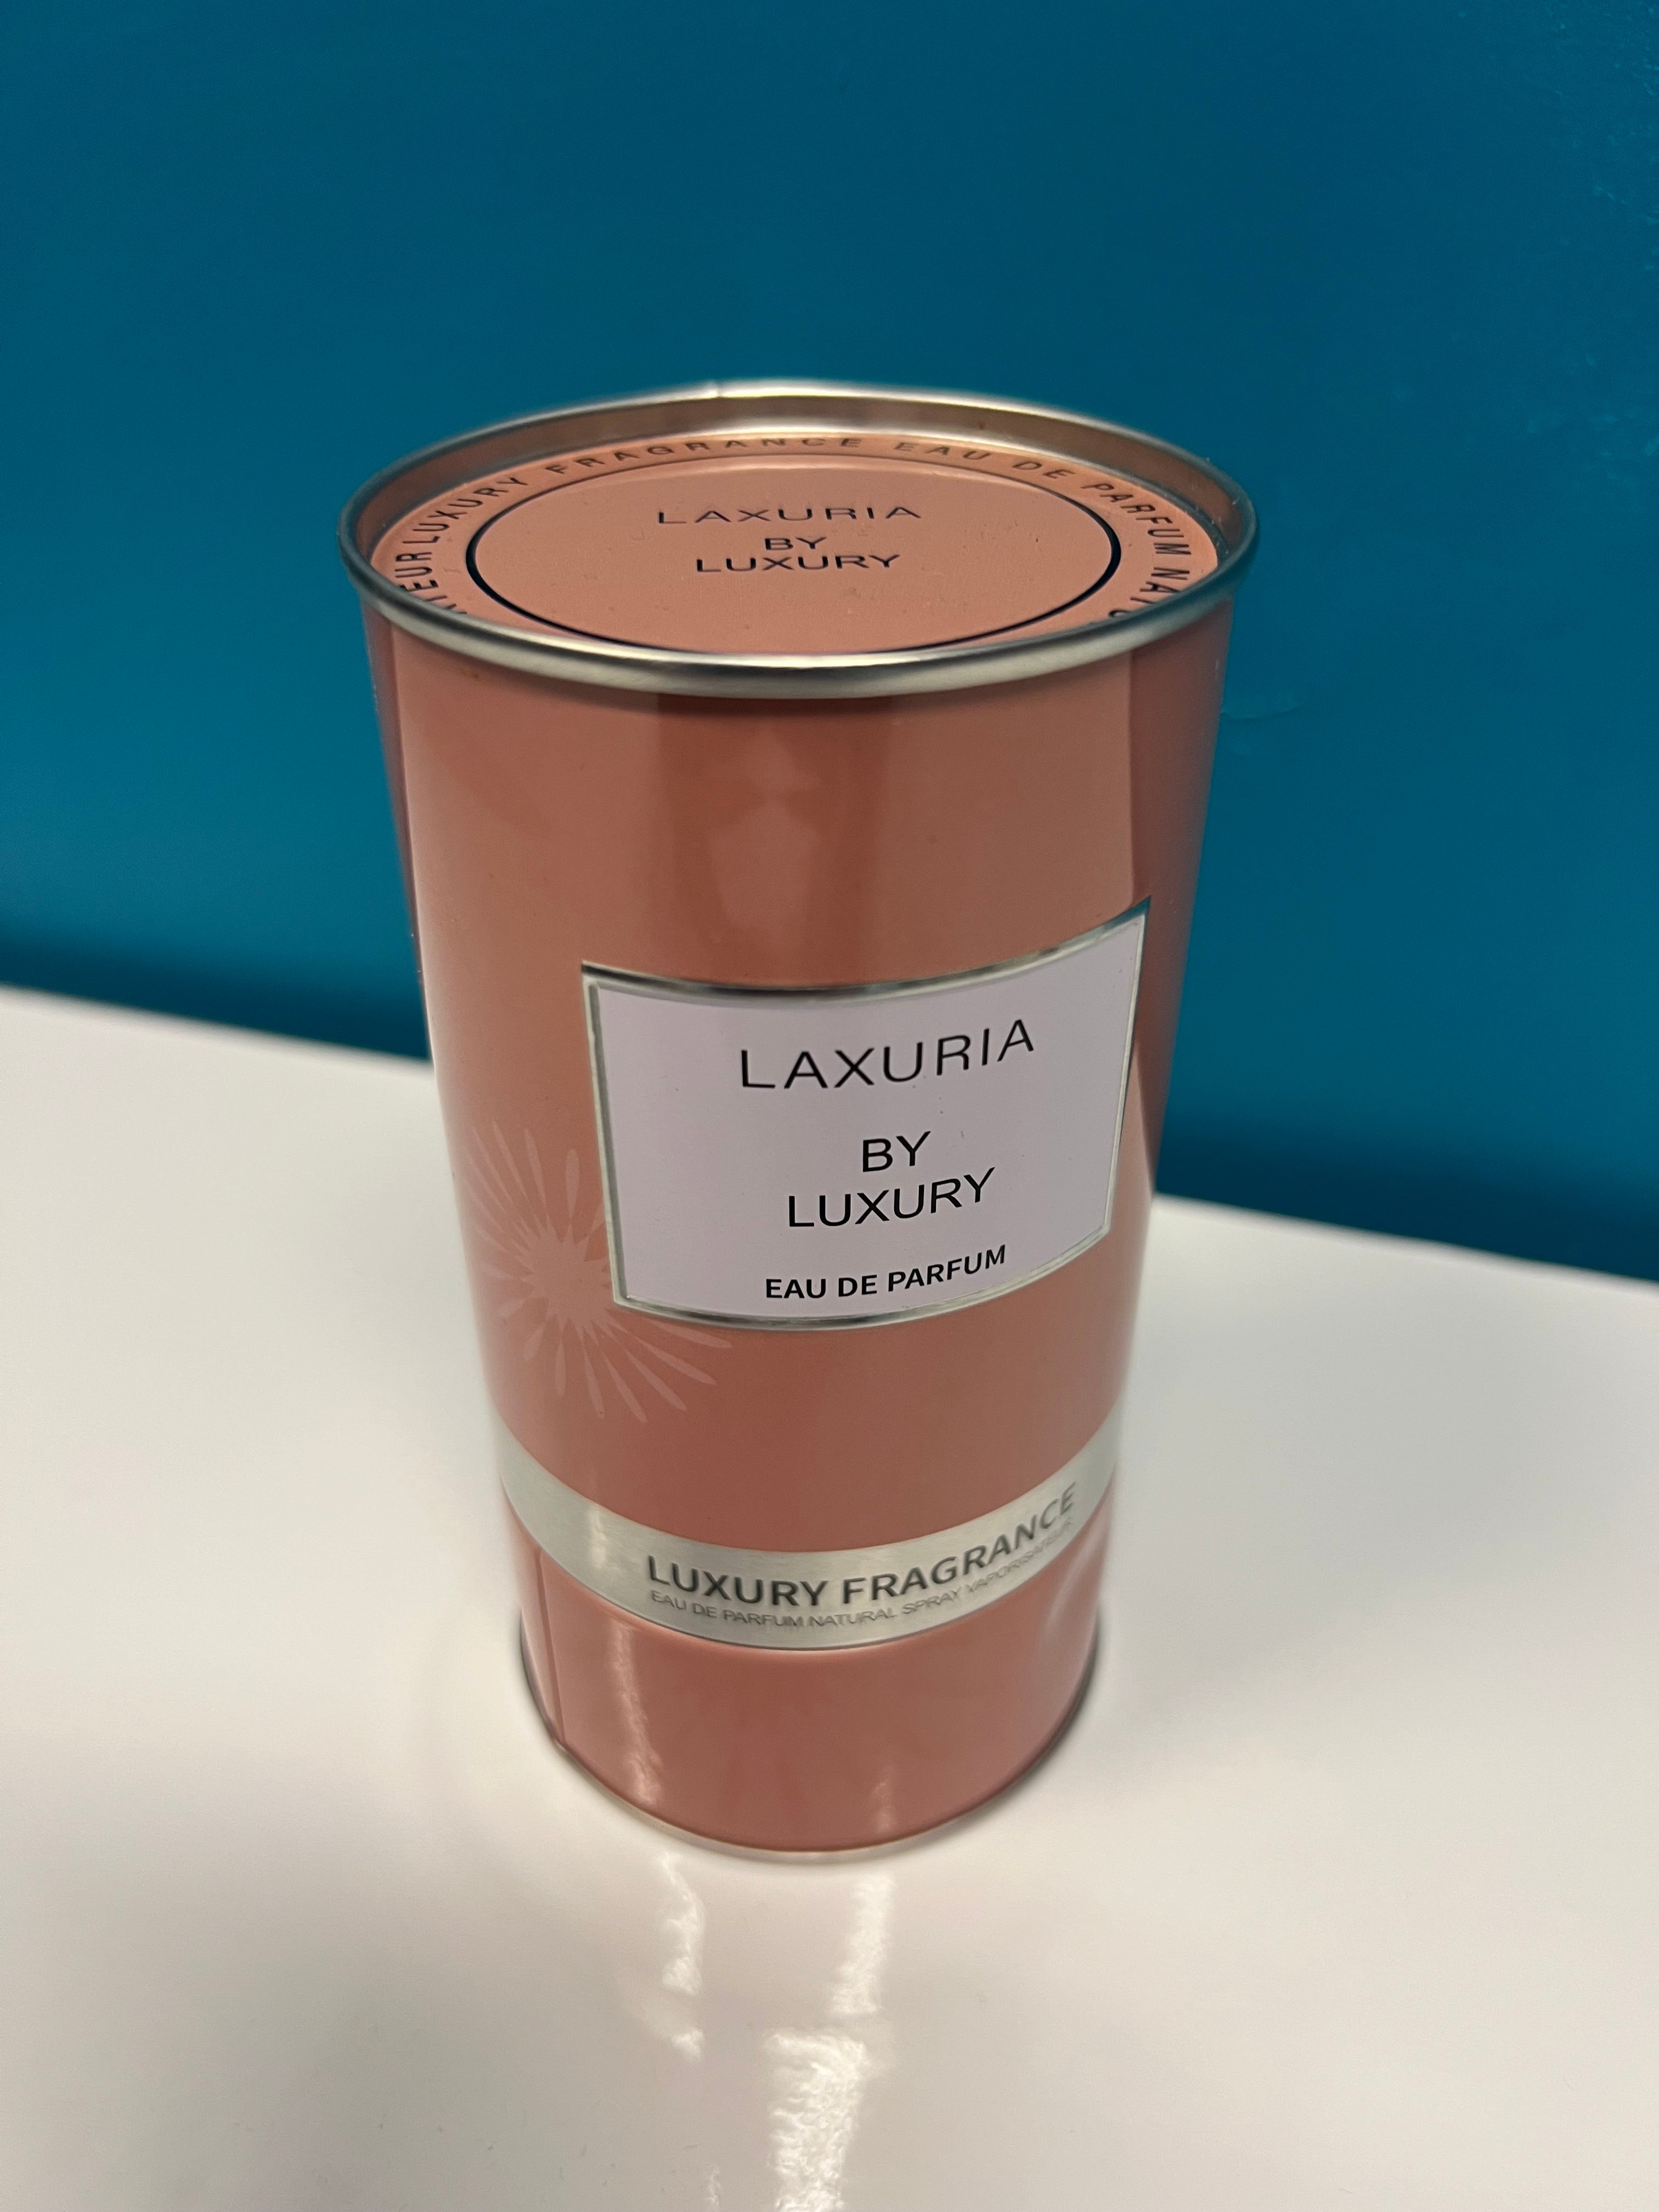 LUXURY FRAGRANCE EAU DE PARFUM
LAXURIA
BY
LUXURY
LAXURIA
BY
LUXURY
EAU DE PARFUM
LUXURY FRAGRANCE
EAU DE PARFUM NATURAL SPRAY VAPORISATEUR